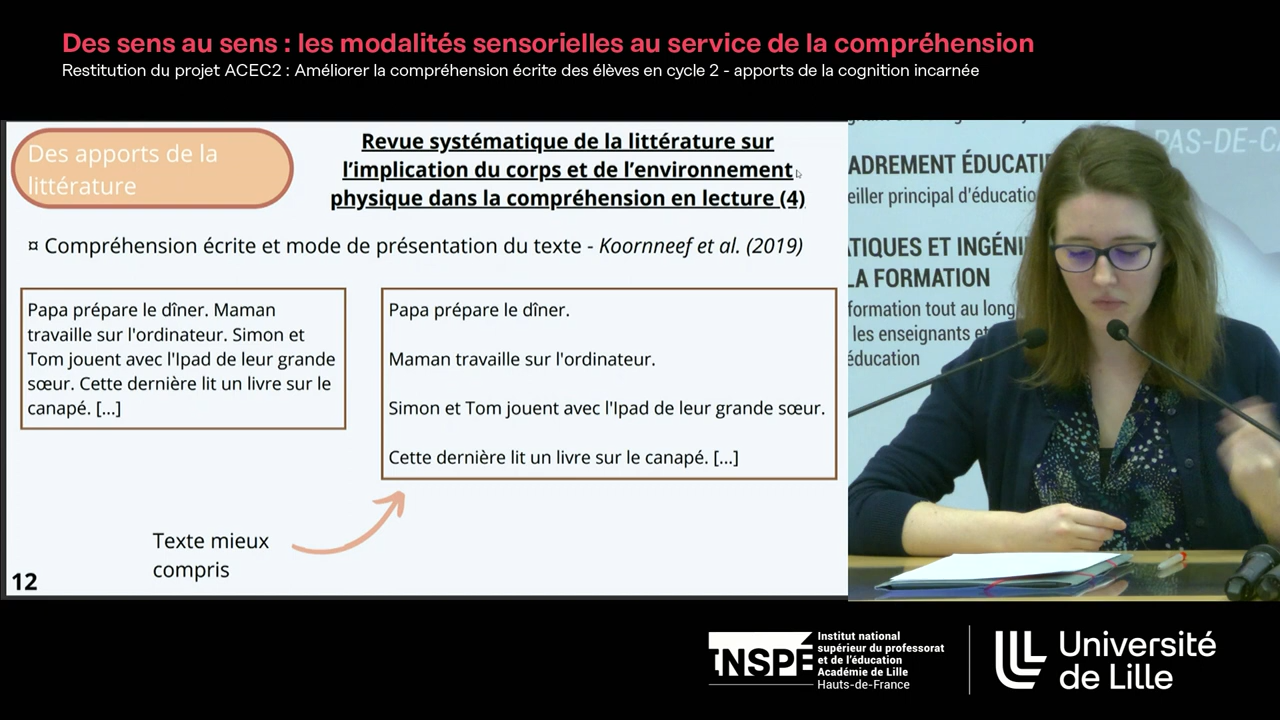 Des sens au sens : les modalités sensorielles au service de la compréhension
Restitution du projet ACEC2 : Améliorer la compréhension écrite des élèves en cycle 2 - apports de la cognition incarnée
Des apports de la
littérature
Revue systématique de la littérature sur
l’implication du corps et de l’environnement
physique dans la compréhension en lecture (4)
¤ Compréhension écrite et mode de présentation du texte - Koornneef et al. (2019)
Papa prépare le dîner. Maman
travaille sur l'ordinateur. Simon et
Tom jouent avec l'Ipad de leur grande
sœur. Cette dernière lit un livre sur le
canapé. [...]
Papa prépare le dîner.
Maman travaille sur l'ordinateur.
Simon et Tom jouent avec l'Ipad de leur grande sœur.
Cette dernière lit un livre sur le canapé. [...]
Texte mieux
compris
12
PAS-DE-CA
ADREMENT ÉDUCATIF
eiller principal d'éducation
TIQUES ET INGÉNI
LA FORMATION
formation tout au long
les enseignants et
éducation
INSPÉ
Institut national
supérieur du professorat
et de l’éducation
Académie de Lille
Hauts-de-France
Université
de Lille